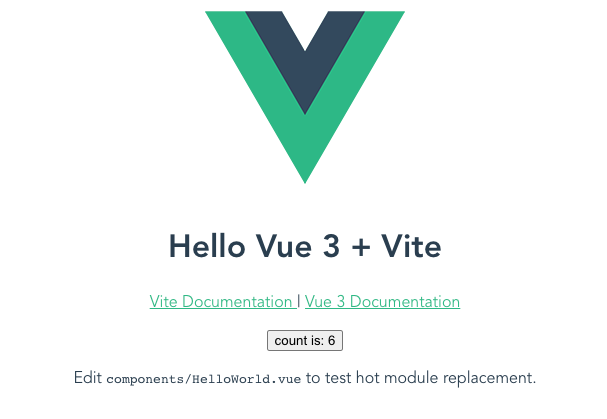 Hello Vue 3 + Vite
Vite Documentation | Vue 3 Documentation
count is: 6
Edit components/HelloWorld.vue to test hot module replacement.